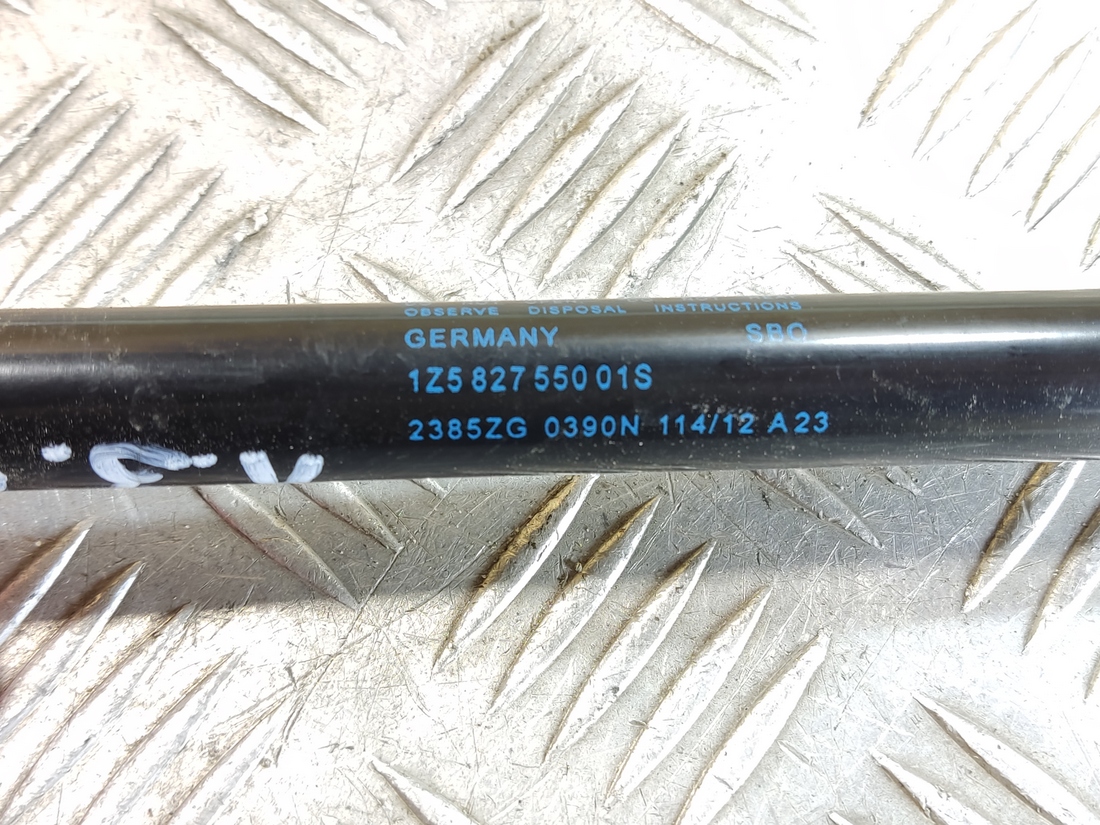 OBSERVE DISPOSAL INSTRUCTIONS
GERMANY SBO
1Z5 827 550 01S
2385ZG 0390N 114/12 A23